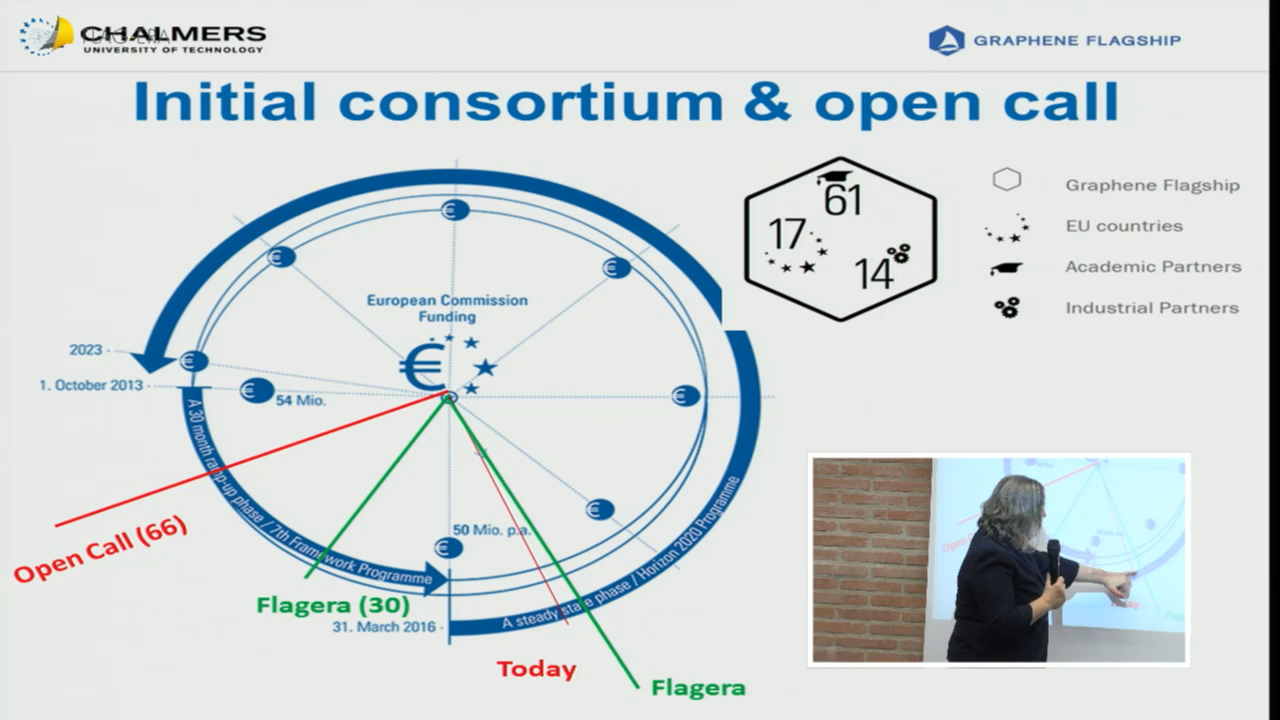 CHALMERS
UNIVERSITY OF TECHNOLOGY
GRAPHENE FLAGSHIP
Initial consortium & open call
61
17
14
Graphene Flagship
EU countries
Academic Partners
Industrial Partners
European Commission
Funding
€
2023
1. October 2013
54 Mio.
50 Mio. p.a.
A 30 month ramp-up phase / 7th Framework Programme
A steady state phase / Horizon 2020 Programme
Open Call (66)
Flagera (30)
31. March 2016
Today
Flagera